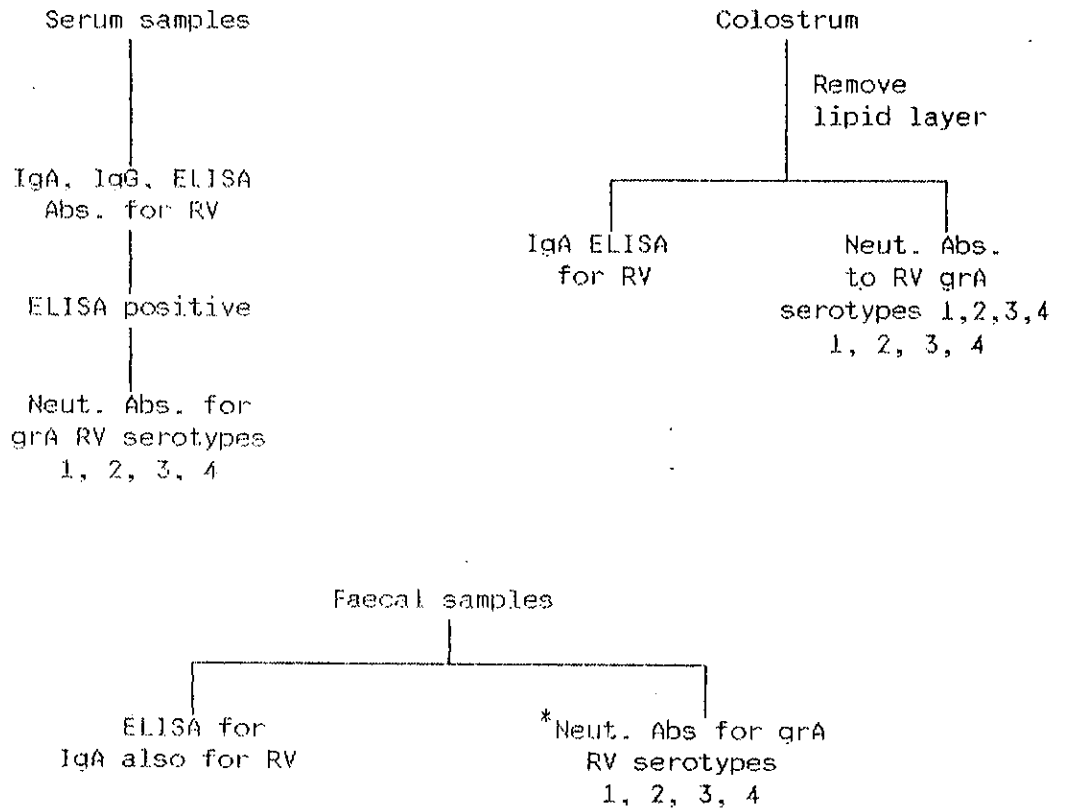 Serum samples
IgA, IgG, ELISA
Abs. for RV
ELISA positive
Neut. Abs. for
grA RV serotypes
1, 2, 3, 4
Colostrum
Remove
lipid layer
IgA ELISA
for RV
Neut. Abs.
to RV grA
serotypes 1,2,3,4
1, 2, 3, 4
Faecal samples
ELISA for
IgA also for RV
*Neut. Abs for grA
RV serotypes
1, 2, 3, 4